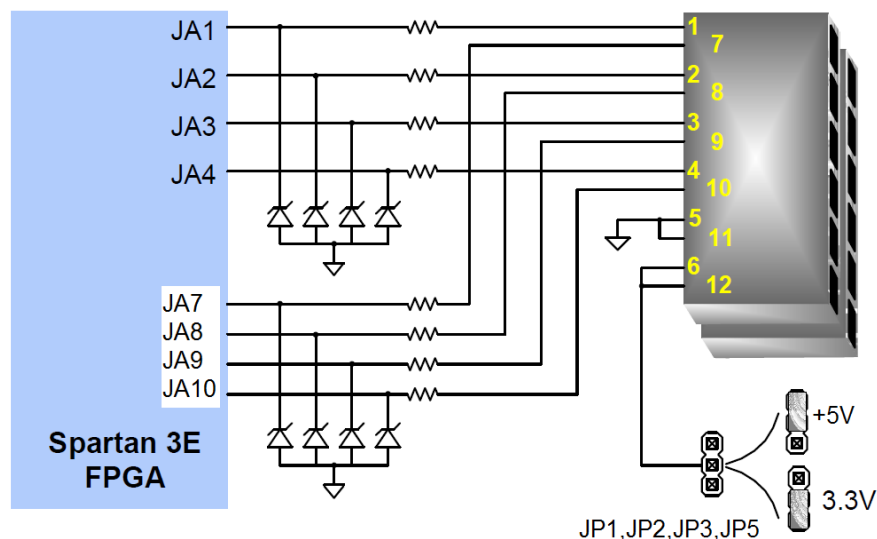 JA1
JA2
JA3
JA4
JA7
JA8
JA9
JA10
Spartan 3E
FPGA
1
7
2
8
3
9
4
10
5
11
6
12
+5V
3.3V
JP1,JP2,JP3,JP5